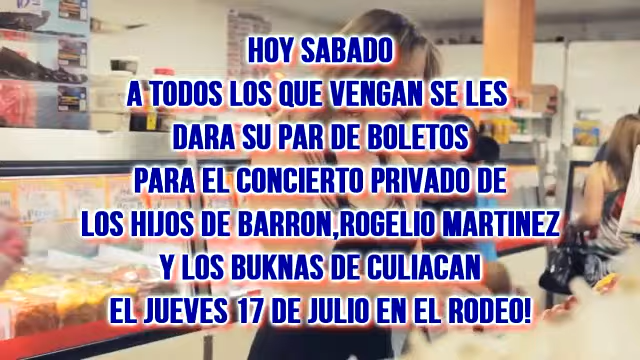 HOY SABADO
A TODOS LOS QUE VENGAN SE LES
DARA SU PAR DE BOLETOS
PARA EL CONCIERTO PRIVADO DE
LOS HIJOS DE BARRON,ROGELIO MARTINEZ
Y LOS BUKNAS DE CULIACAN
EL JUEVES 17 DE JULIO EN EL RODEO!